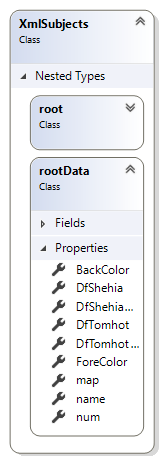 XmlSubjects
Class
Nested Types
root
Class
rootData
Class
Fields
Properties
BackColor
DfShehia
DfShehia...
DfTomhot
DfTomhot ...
ForeColor
map
name
num